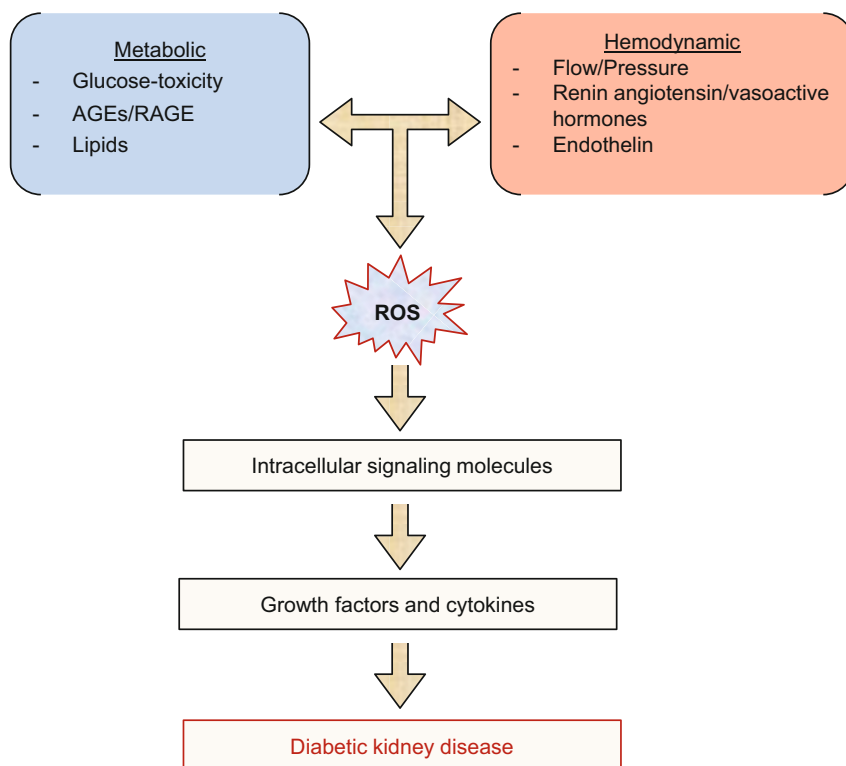 Metabolic
- Glucose-toxicity
- AGEs/RAGE
- Lipids
Hemodynamic
- Flow/Pressure
- Renin angiotensin/vasoactive
hormones
- Endothelin
ROS
Intracellular signaling molecules
Growth factors and cytokines
Diabetic kidney disease